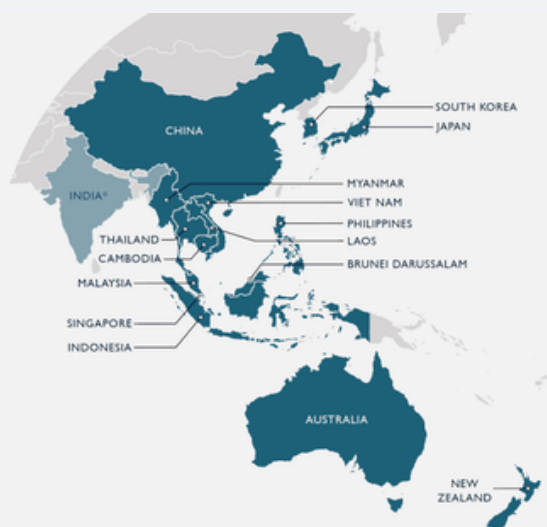 SOUTH KOREA
JAPAN
CHINA
MYANMAR
INDIA*
VIET NAM
PHILIPPINES
THAILAND
LAOS
CAMBODIA
BRUNEI DARUSSALAM
MALAYSIA
SINGAPORE
INDONESIA
AUSTRALIA
NEW
ZEALAND